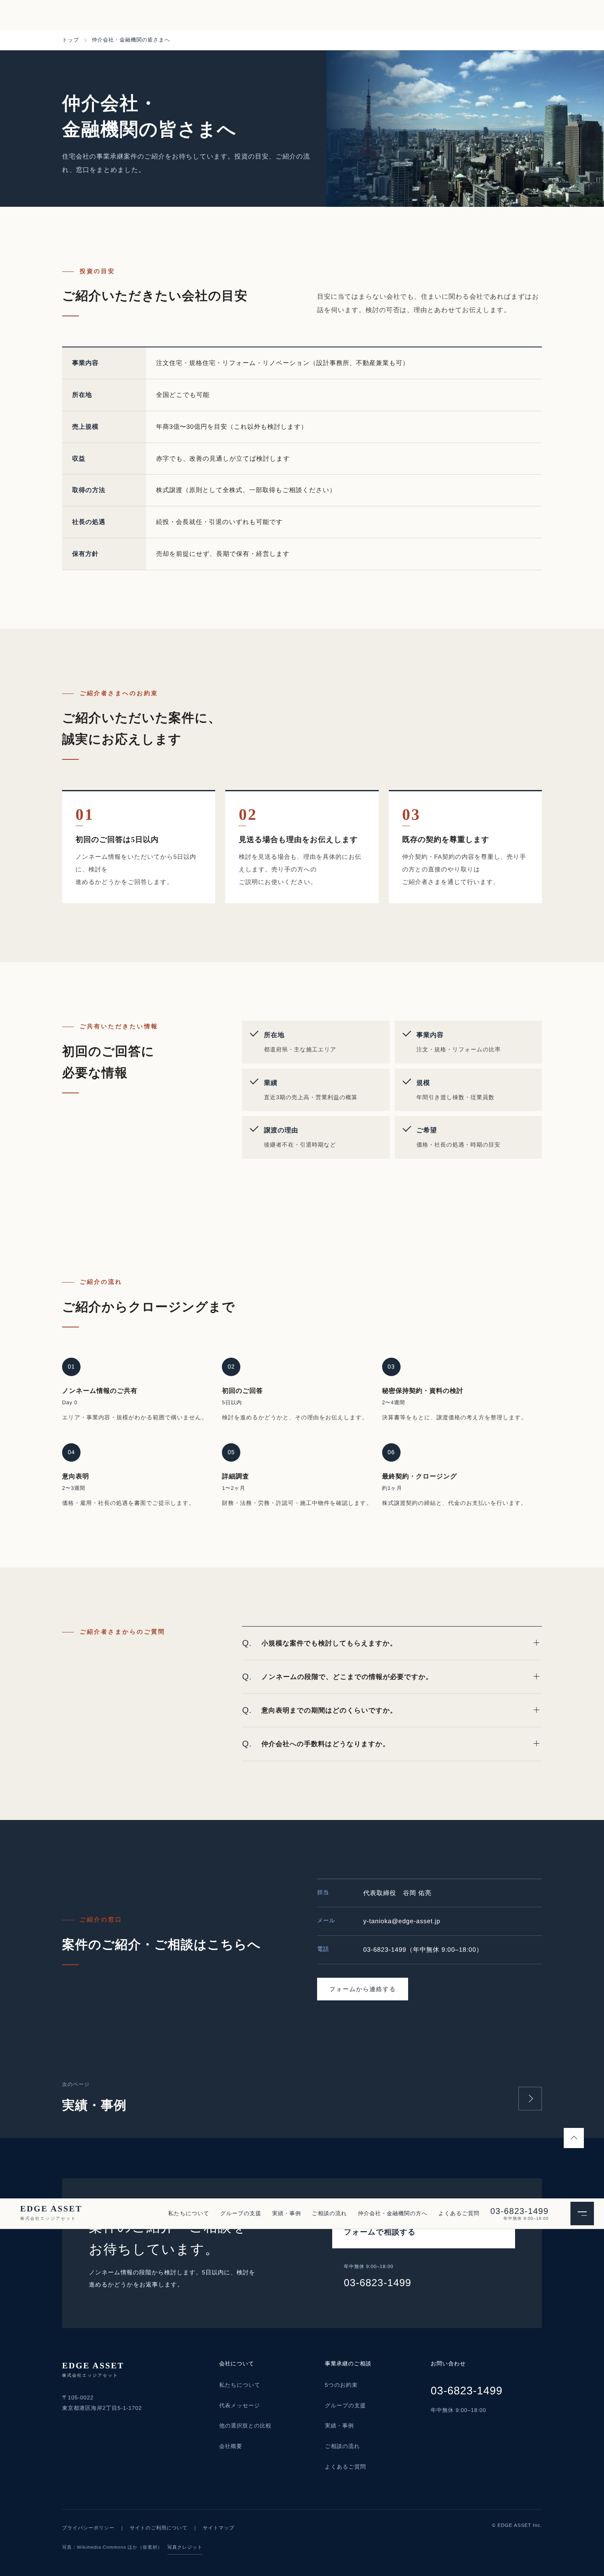 トップ > 仲介会社・金融機関の皆さまへ
仲介会社・
金融機関の皆さまへ
住宅会社の事業承継案件のご紹介をお待ちしています。投資の目安、ご紹介の流
れ、窓口をまとめました。
投資の目安
ご紹介いただきたい会社の目安
目安に当てはまらない会社でも、住まいに関わる会社であればまずはお
話を伺います。検討の可否は、理由とあわせてお伝えします。
事業内容 注文住宅・規格住宅・リフォーム・リノベーション（設計事務所、不動産兼業も可）
所在地 全国どこでも可能
売上規模 年商3億〜30億円を目安（これ以外も検討します）
収益 赤字でも、改善の見通しが立てば検討します
取得の方法 株式譲渡（原則として全株式、一部取得もご相談ください）
社長の処遇 続投・会長就任・引退のいずれも可能です
保有方針 売却を前提にせず、長期で保有・経営します
ご紹介者さまへのお約束
ご紹介いただいた案件に、
誠実にお応えします
01
初回のご回答は5日以内
ノンネーム情報をいただいてから5日以内
に、検討を
進めるかどうかをご回答します。
02
見送る場合も理由をお伝えします
検討を見送る場合も、理由を具体的にお伝
えします。売り手の方への
ご説明にお使いください。
03
既存の契約を尊重します
仲介契約・FA契約の内容を尊重し、売り手
の方との直接のやり取りは
ご紹介者さまを通じて行います。
ご共有いただきたい情報
初回のご回答に
必要な情報
所在地
都道府県・主な施工エリア
事業内容
注文・規格・リフォームの比率
業績
直近3期の売上高・営業利益の概算
規模
年間引き渡し棟数・従業員数
譲渡の理由
後継者不在・引退時期など
ご希望
価格・社長の処遇・時期の目安
ご紹介の流れ
ご紹介からクロージングまで
01
ノンネーム情報のご共有
Day 0
エリア・事業内容・規模がわかる範囲で構いません。
02
初回のご回答
5日以内
検討を進めるかどうかと、その理由をお伝えします。
03
秘密保持契約・資料の検討
2〜4週間
決算書等をもとに、譲渡価格の考え方を整理します。
04
意向表明
2〜3週間
価格・雇用・社長の処遇を書面でご提示します。
05
詳細調査
1〜2ヶ月
財務・法務・労務・許認可・施工中物件を確認します。
06
最終契約・クロージング
約1ヶ月
株式譲渡契約の締結と、代金のお支払いを行います。
ご紹介者さまからのご質問
Q. 小規模な案件でも検討してもらえますか。
Q. ノンネームの段階で、どこまでの情報が必要ですか。
Q. 意向表明までの期間はどのくらいですか。
Q. 仲介会社への手数料はどうなりますか。
ご紹介の窓口
案件のご紹介・ご相談はこちらへ
担当 代表取締役 谷岡 佑亮
メール y-tanioka@edge-asset.jp
電話 03-6823-1499（年中無休 9:00–18:00）
フォームから連絡する
次のページ
実績・事例
EDGE ASSET
株式会社エッジアセット
私たちについて グループの支援 実績・事例 ご相談の流れ 仲介会社・金融機関の方へ よくあるご質問
03-6823-1499
年中無休 9:00–18:00
お待ちしています。
ノンネーム情報の段階から検討します。5日以内に、検討を
進めるかどうかをお返事します。
フォームで相談する
年中無休 9:00–18:00
03-6823-1499
EDGE ASSET
株式会社エッジアセット
〒105-0022
東京都港区海岸2丁目5-1-1702
会社について
私たちについて
代表メッセージ
他の選択肢との比較
会社概要
事業承継のご相談
5つのお約束
グループの支援
実績・事例
ご相談の流れ
よくあるご質問
お問い合わせ
03-6823-1499
年中無休 9:00–18:00
プライバシーポリシー | サイトのご利用について | サイトマップ
© EDGE ASSET Inc.
写真：Wikimedia Commons ほか（仮素材） 写真クレジット